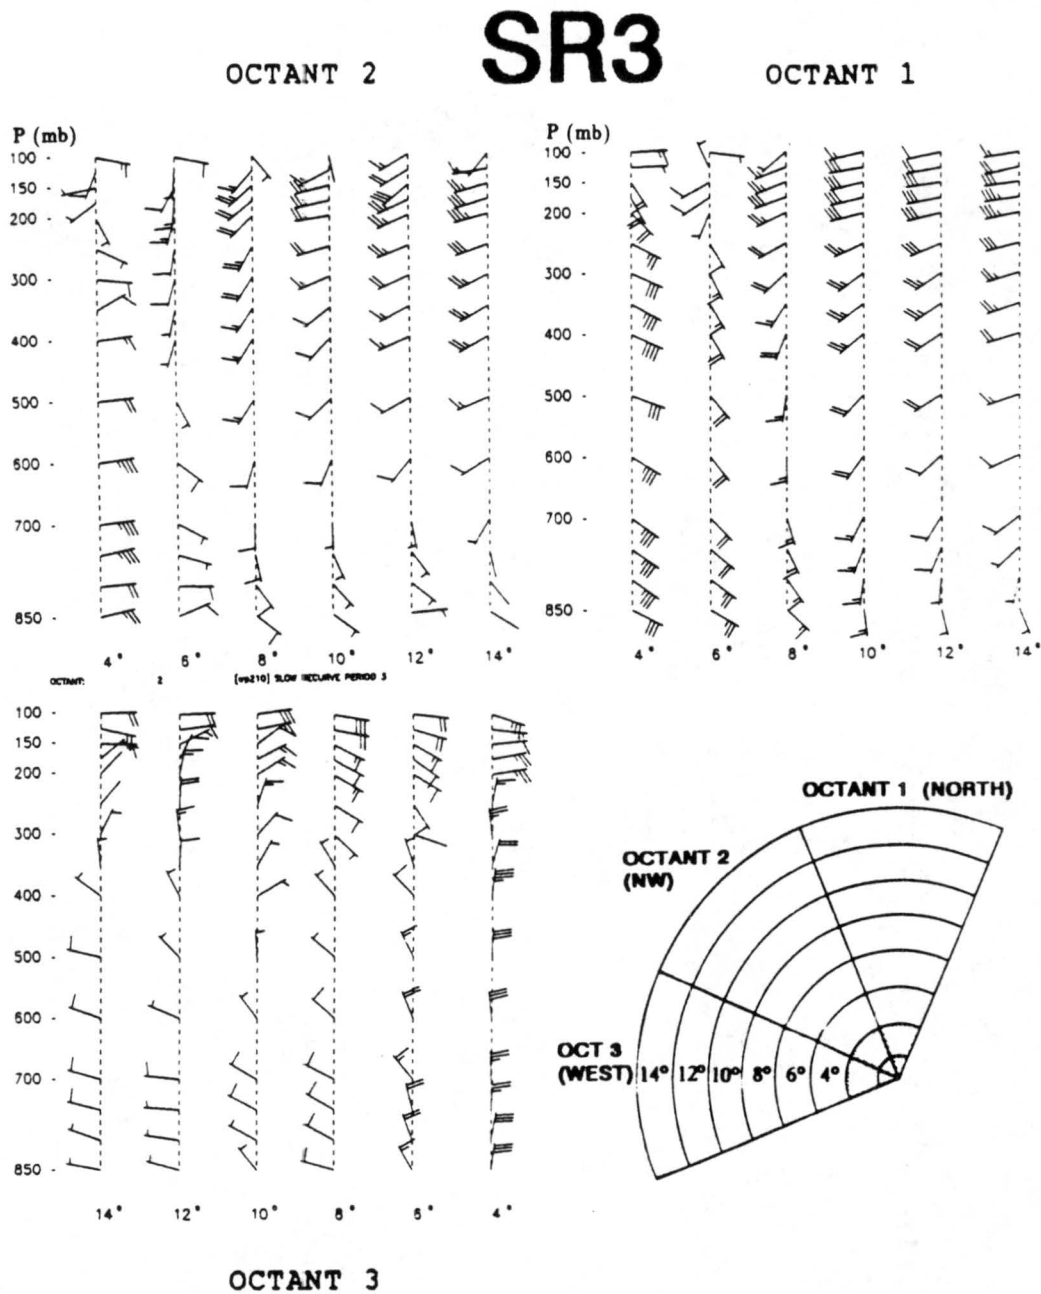 SR3
OCTANT 2
OCTANT 1
P (mb)
100
150
200
300
400
500
600
700
850
4° 6° 8° 10° 12° 14°
P (mb)
100
150
200
300
400
500
600
700
850
4° 6° 8° 10° 12° 14°
OCTANT: 2 SLOW RECURVE PERIOD 3
100
150
200
300
400
500
600
700
850
14° 12° 10° 8° 6° 4°
OCTANT 3
OCTANT 1 (NORTH)
OCTANT 2
(NW)
OCT 3
(WEST) 14° 12° 10° 8° 6° 4°